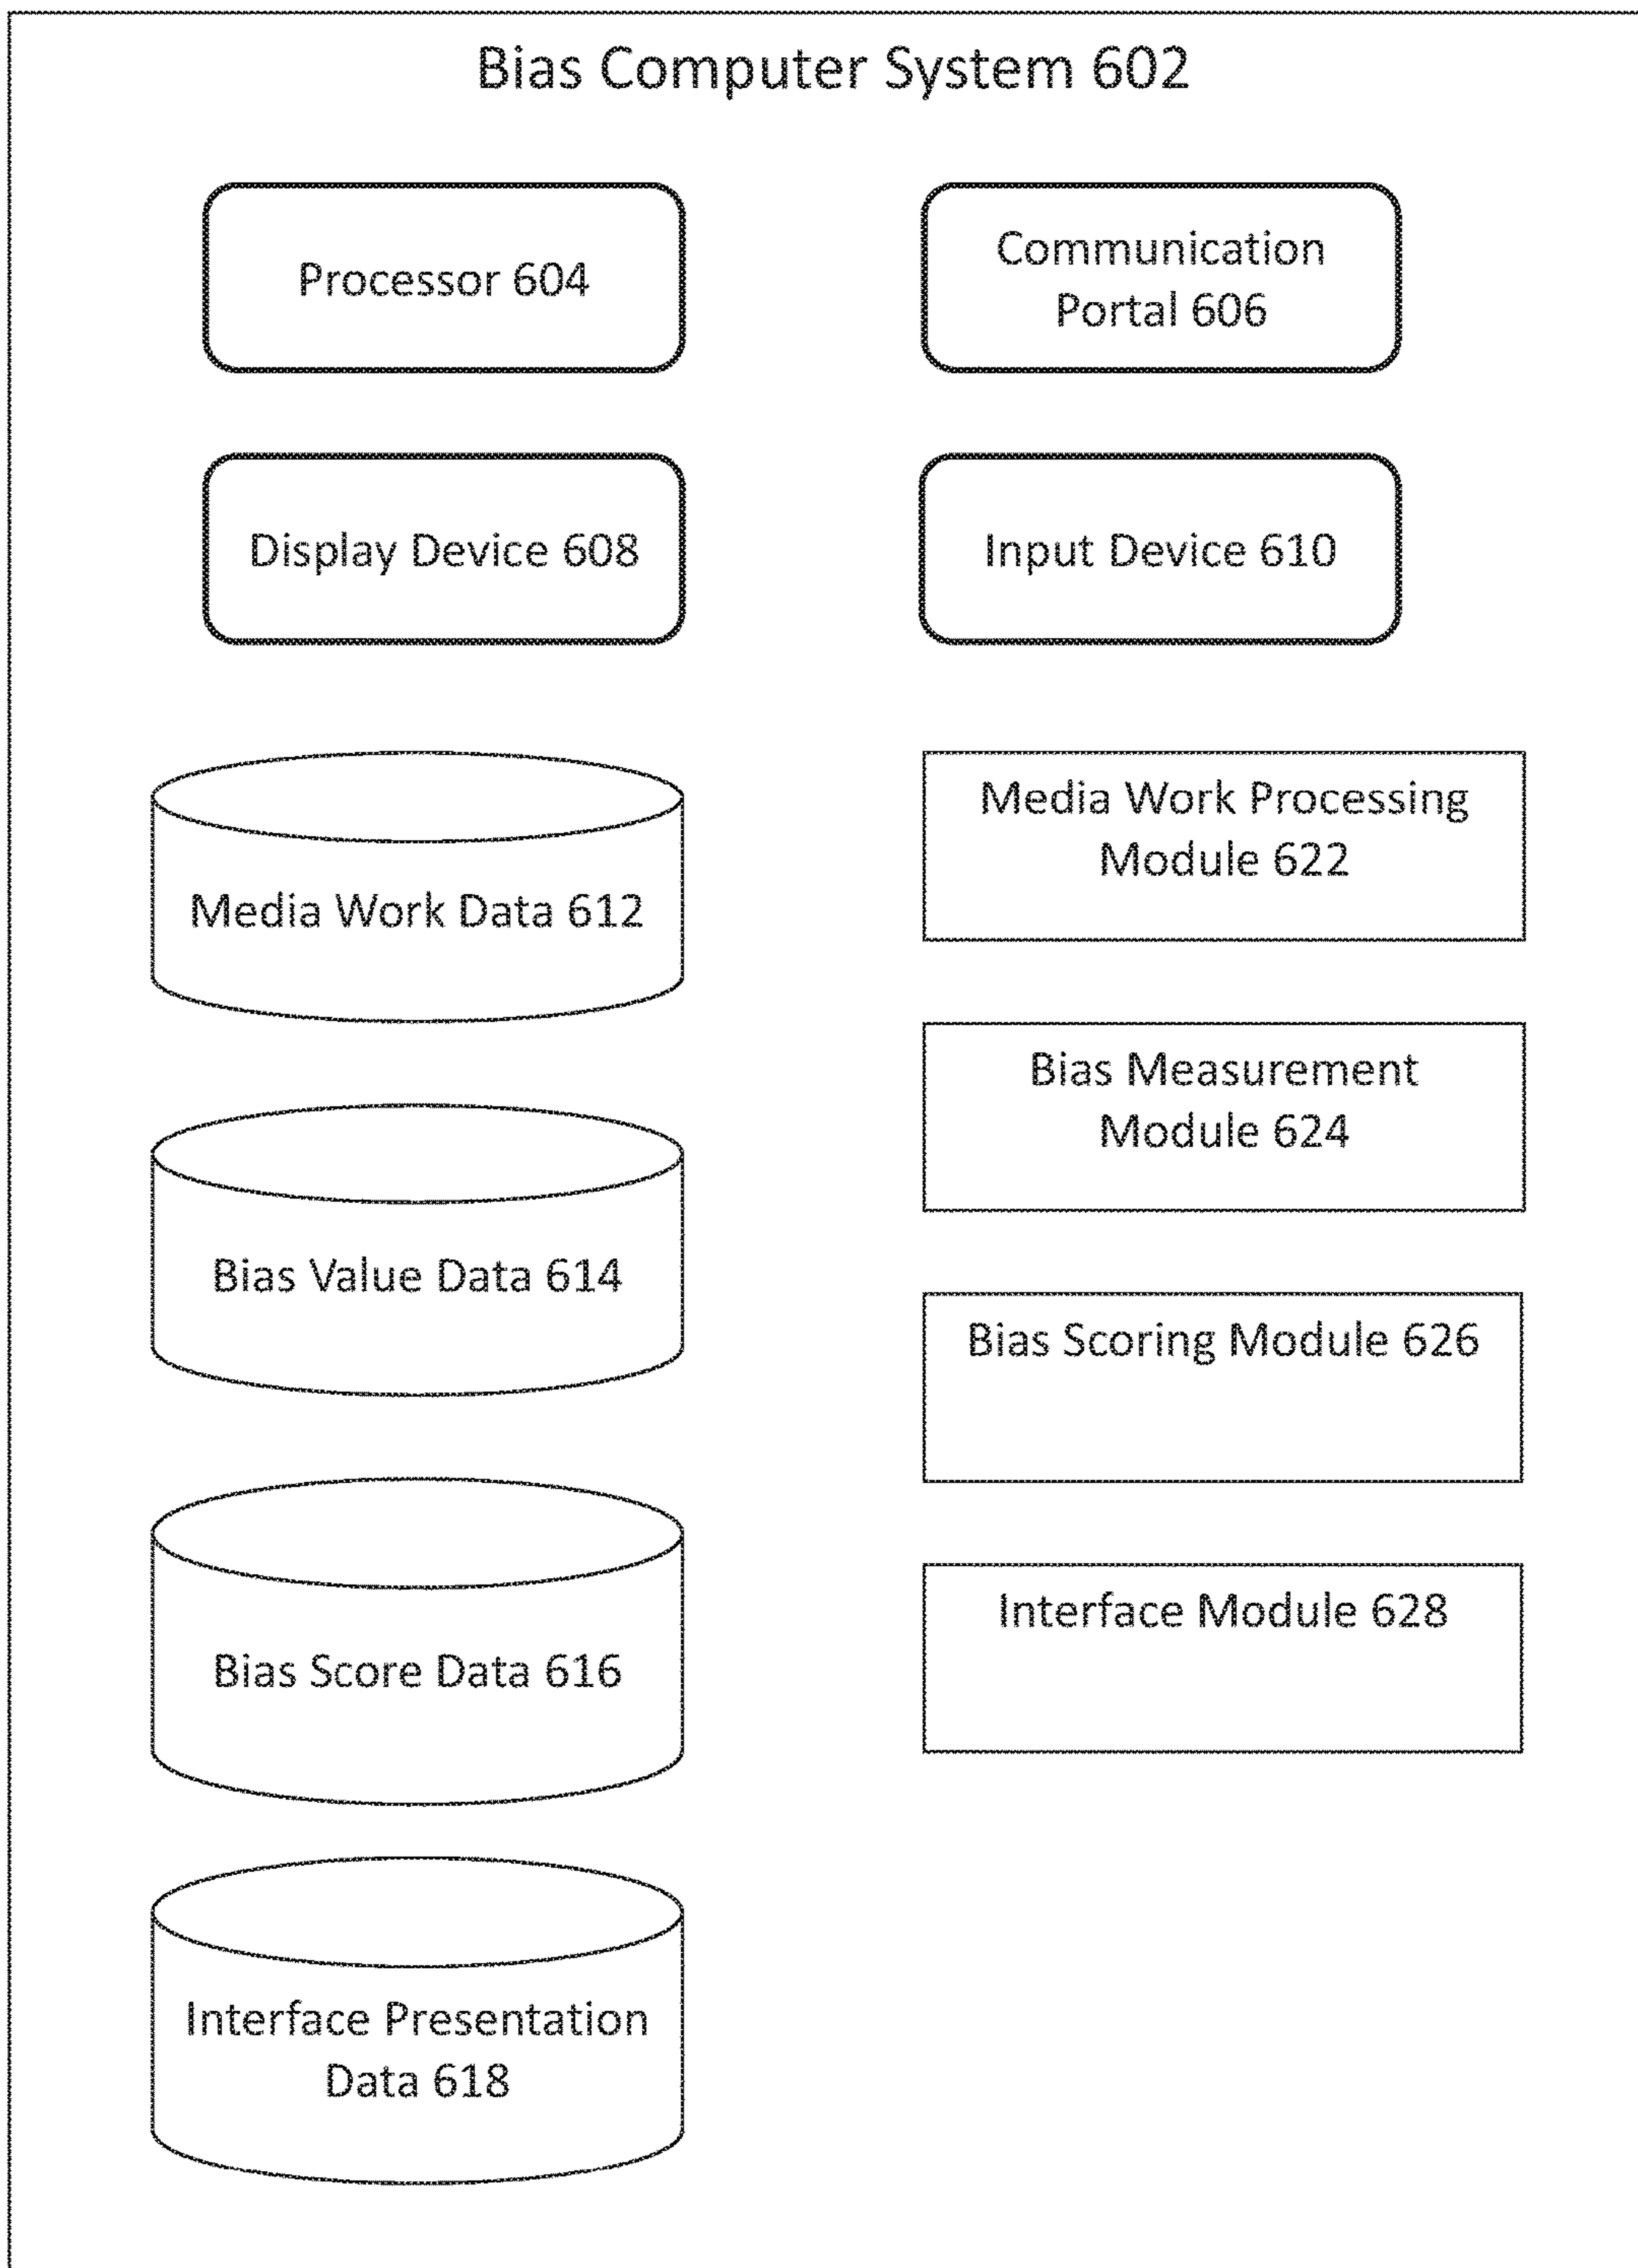 Bias Computer System 602
Processor 604
Communication
Portal 606
Display Device 608
Input Device 610
Media Work Data 612
Media Work Processing
Module 622
Bias Value Data 614
Bias Measurement
Module 624
Bias Scoring Module 626
Bias Score Data 616
Interface Module 628
Interface Presentation
Data 618